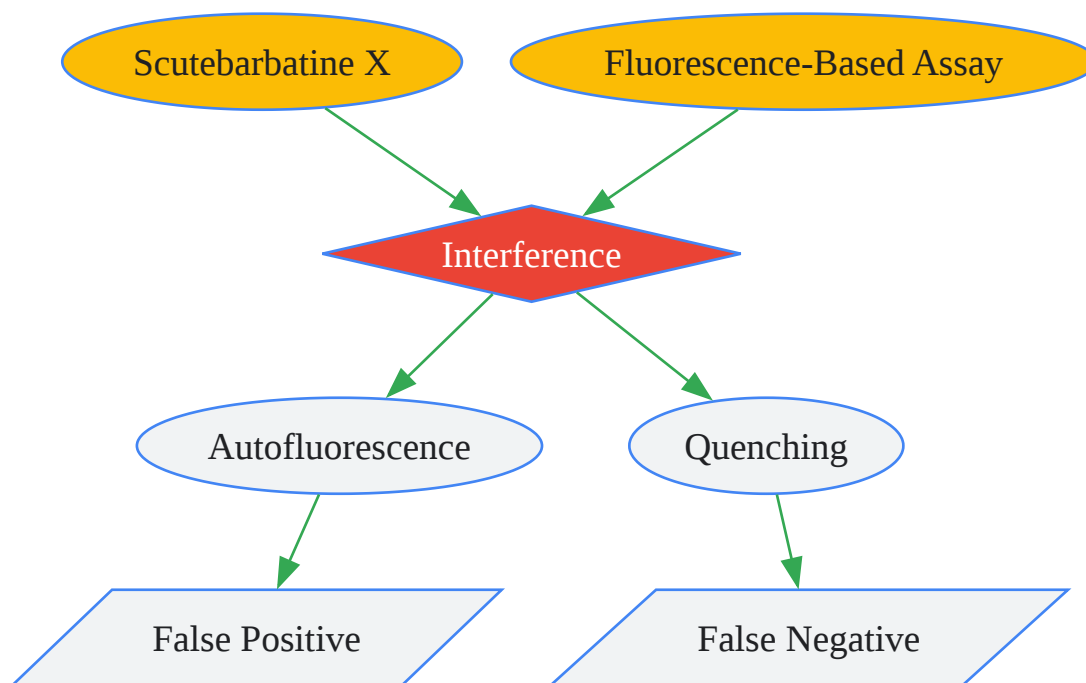 Scutebarbatine X
Fluorescence-Based Assay
Interference
Autofluorescence
Quenching
False Positive
False Negative